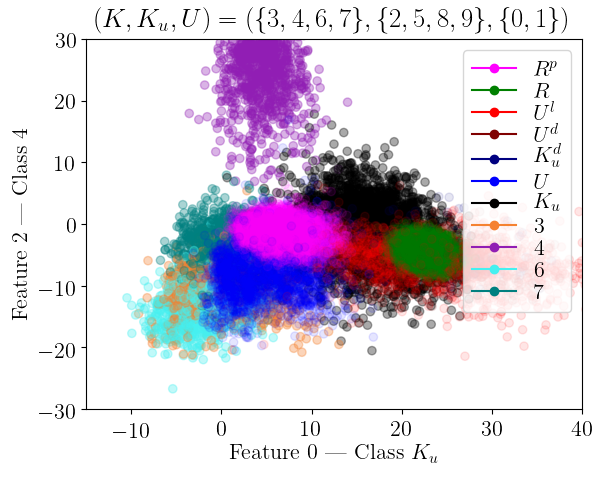 (K, K_u, U) = ({3, 4, 6, 7}, {2, 5, 8, 9}, {0, 1})
30
20
10
0
−10
−20
−30
Feature 2 — Class 4
R^p
R
U^l
U^d
K_u^d
U
K_u
3
4
6
7
−10 0 10 20 30 40
Feature 0 — Class K_u